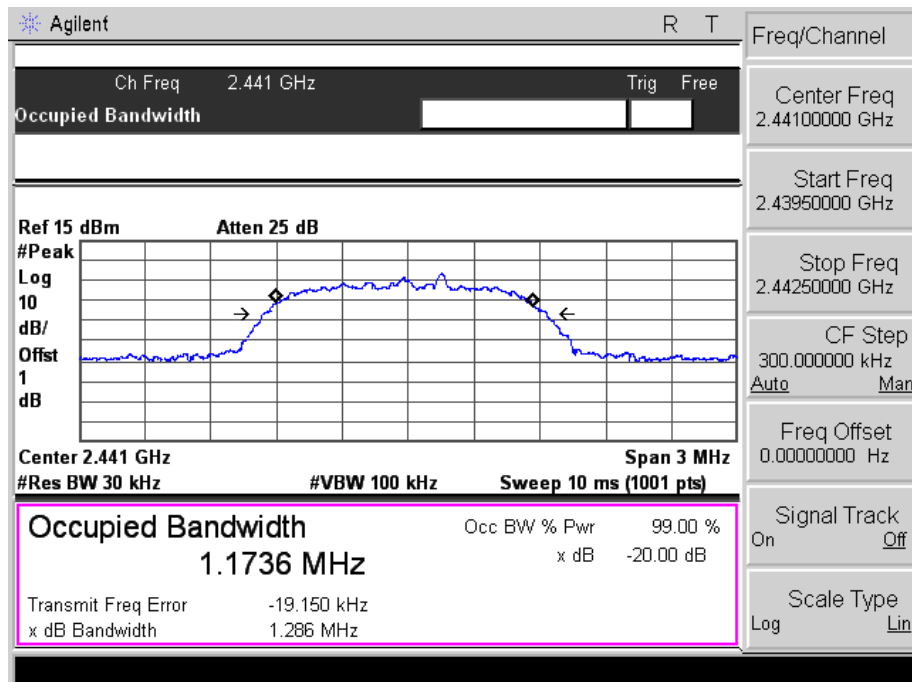 Agilent R T
Ch Freq 2.441 GHz Trig Free
Occupied Bandwidth
Ref 15 dBm Atten 25 dB
#Peak
Log
10
dB/
Offst
1
dB
Center 2.441 GHz Span 3 MHz
#Res BW 30 kHz #VBW 100 kHz Sweep 10 ms (1001 pts)
Occupied Bandwidth
1.1736 MHz
Occ BW % Pwr 99.00 %
x dB -20.00 dB
Transmit Freq Error -19.150 kHz
x dB Bandwidth 1.286 MHz
Freq/Channel
Center Freq
2.44100000 GHz
Start Freq
2.43950000 GHz
Stop Freq
2.44250000 GHz
CF Step
300.000000 kHz
Auto Man
Freq Offset
0.00000000 Hz
Signal Track
On Off
Scale Type
Log Lin